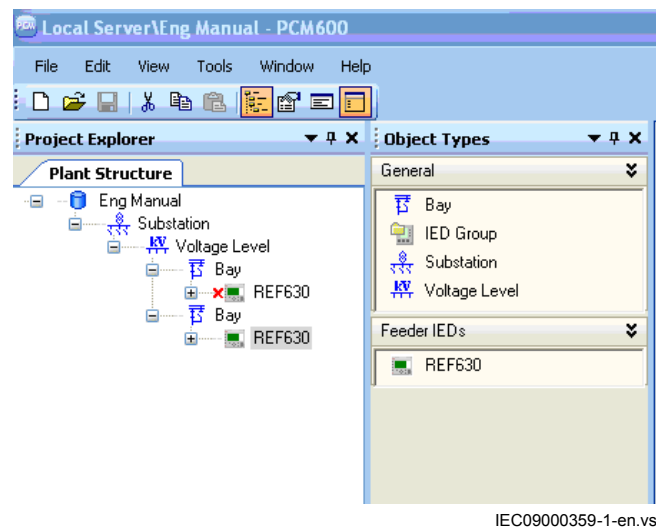 Local Server\Eng Manual - PCM600
File Edit View Tools Window Help
Project Explorer
Plant Structure
Eng Manual
Substation
KV Voltage Level
Bay
REF630
Bay
REF630
Object Types
General
Bay
IED Group
Substation
KV Voltage Level
Feeder IEDs
REF630
IEC09000359-1-en.vs